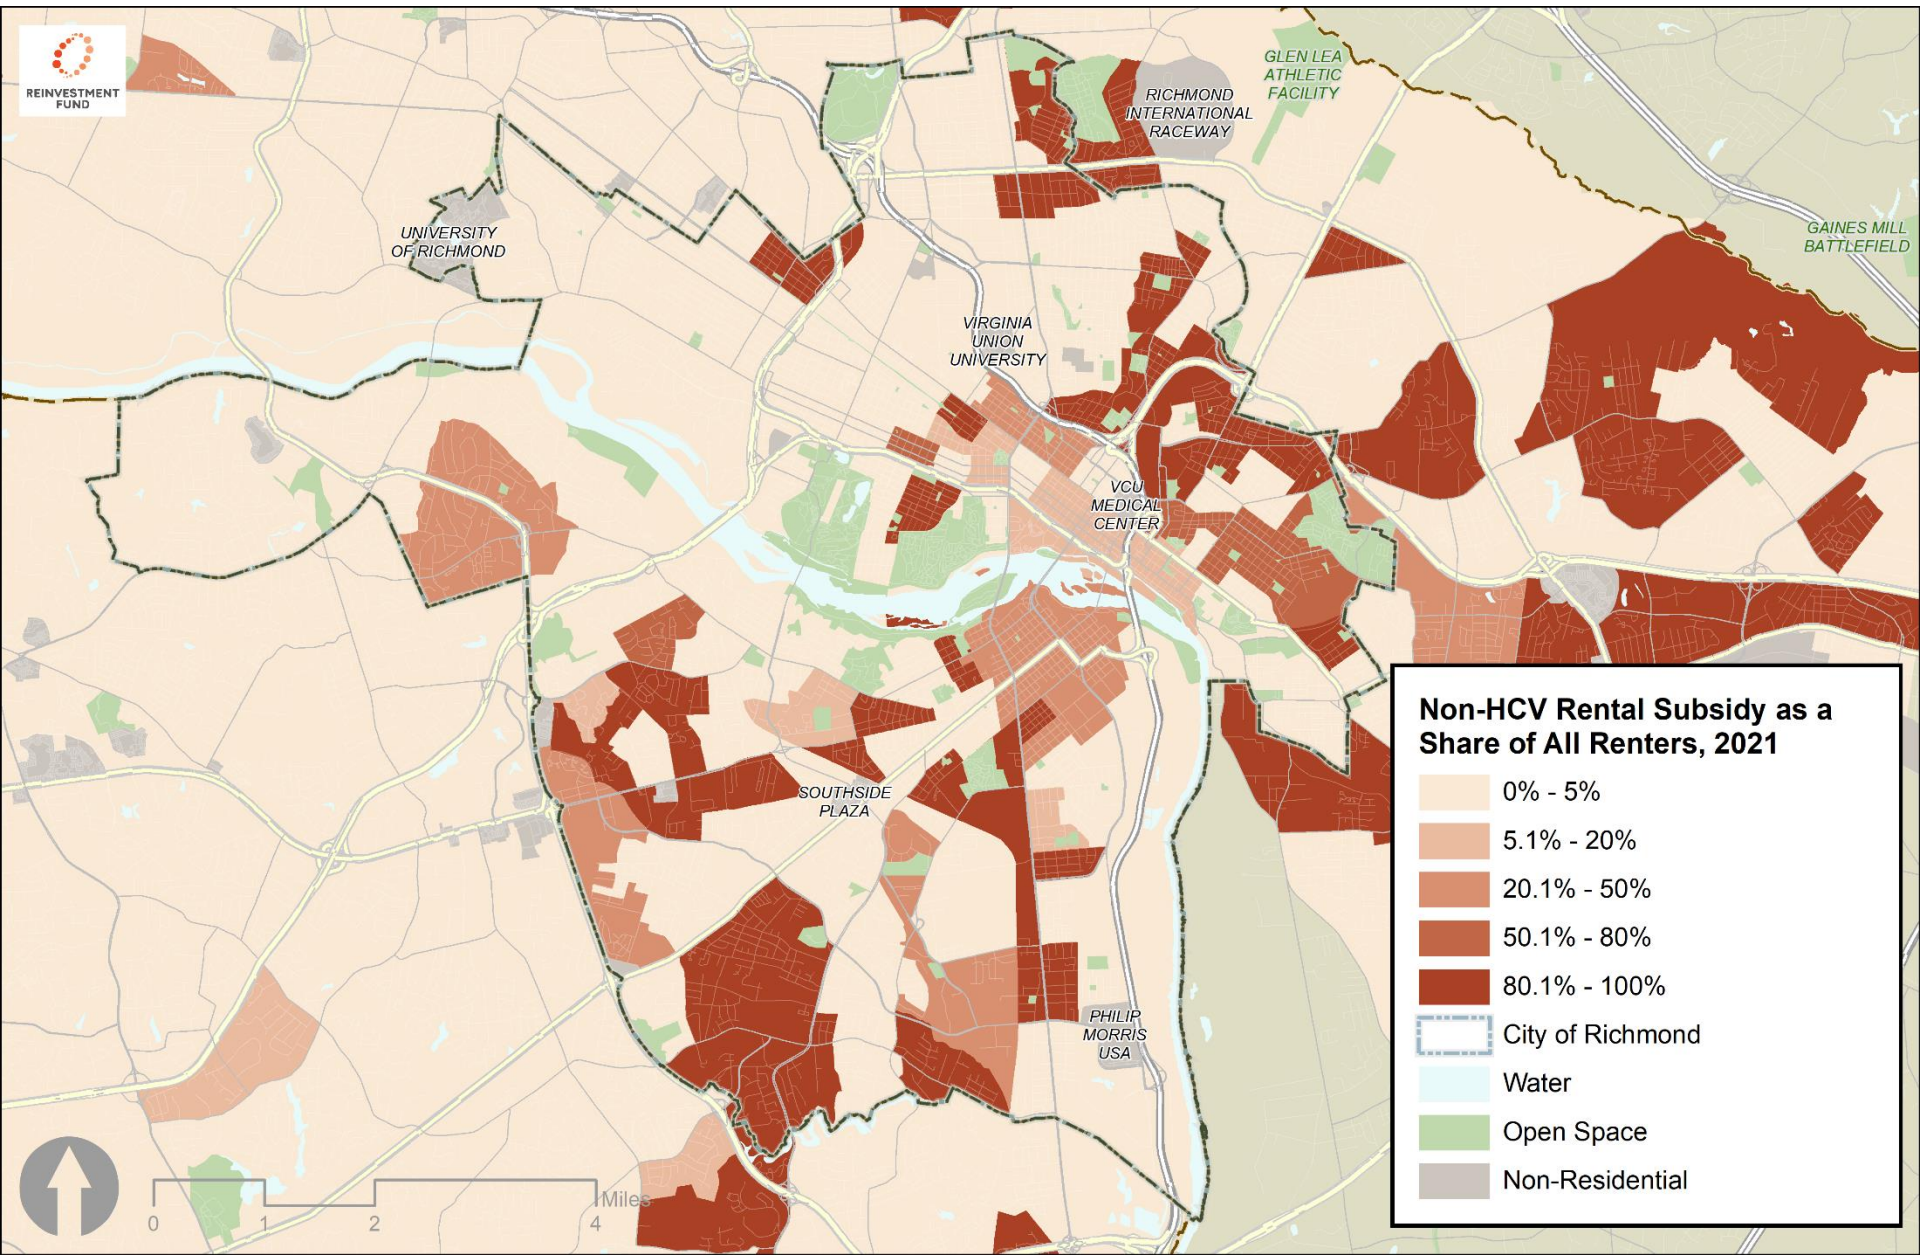 REINVESTMENT
FUND
GLEN LEA
ATHLETIC
FACILITY
RICHMOND
INTERNATIONAL
RACEWAY
UNIVERSITY
OF RICHMOND
GAINES MILL
BATTLEFIELD
VIRGINIA
UNION
UNIVERSITY
VCU
MEDICAL
CENTER
SOUTHSIDE
PLAZA
PHILIP
MORRIS
USA
Non-HCV Rental Subsidy as a
Share of All Renters, 2021
0% - 5%
5.1% - 20%
20.1% - 50%
50.1% - 80%
80.1% - 100%
City of Richmond
Water
Open Space
Non-Residential
Miles
0 1 2 4